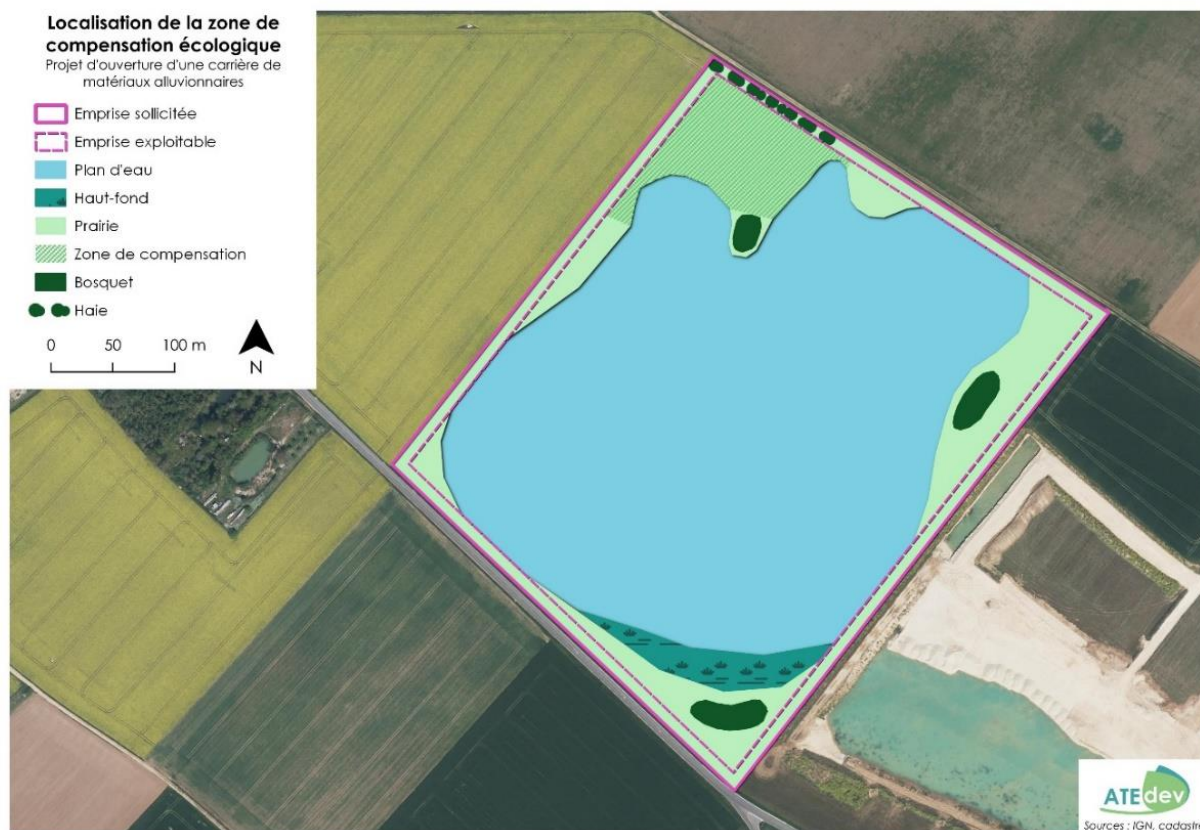 Localisation de la zone de
compensation écologique
Projet d'ouverture d'une carrière de
matériaux alluvionnaires
Emprise sollicitée
Emprise exploitable
Plan d'eau
Haut-fond
Prairie
Zone de compensation
Bosquet
Haie
0 50 100 m
N
ATEdev
Sources : IGN, cadastre